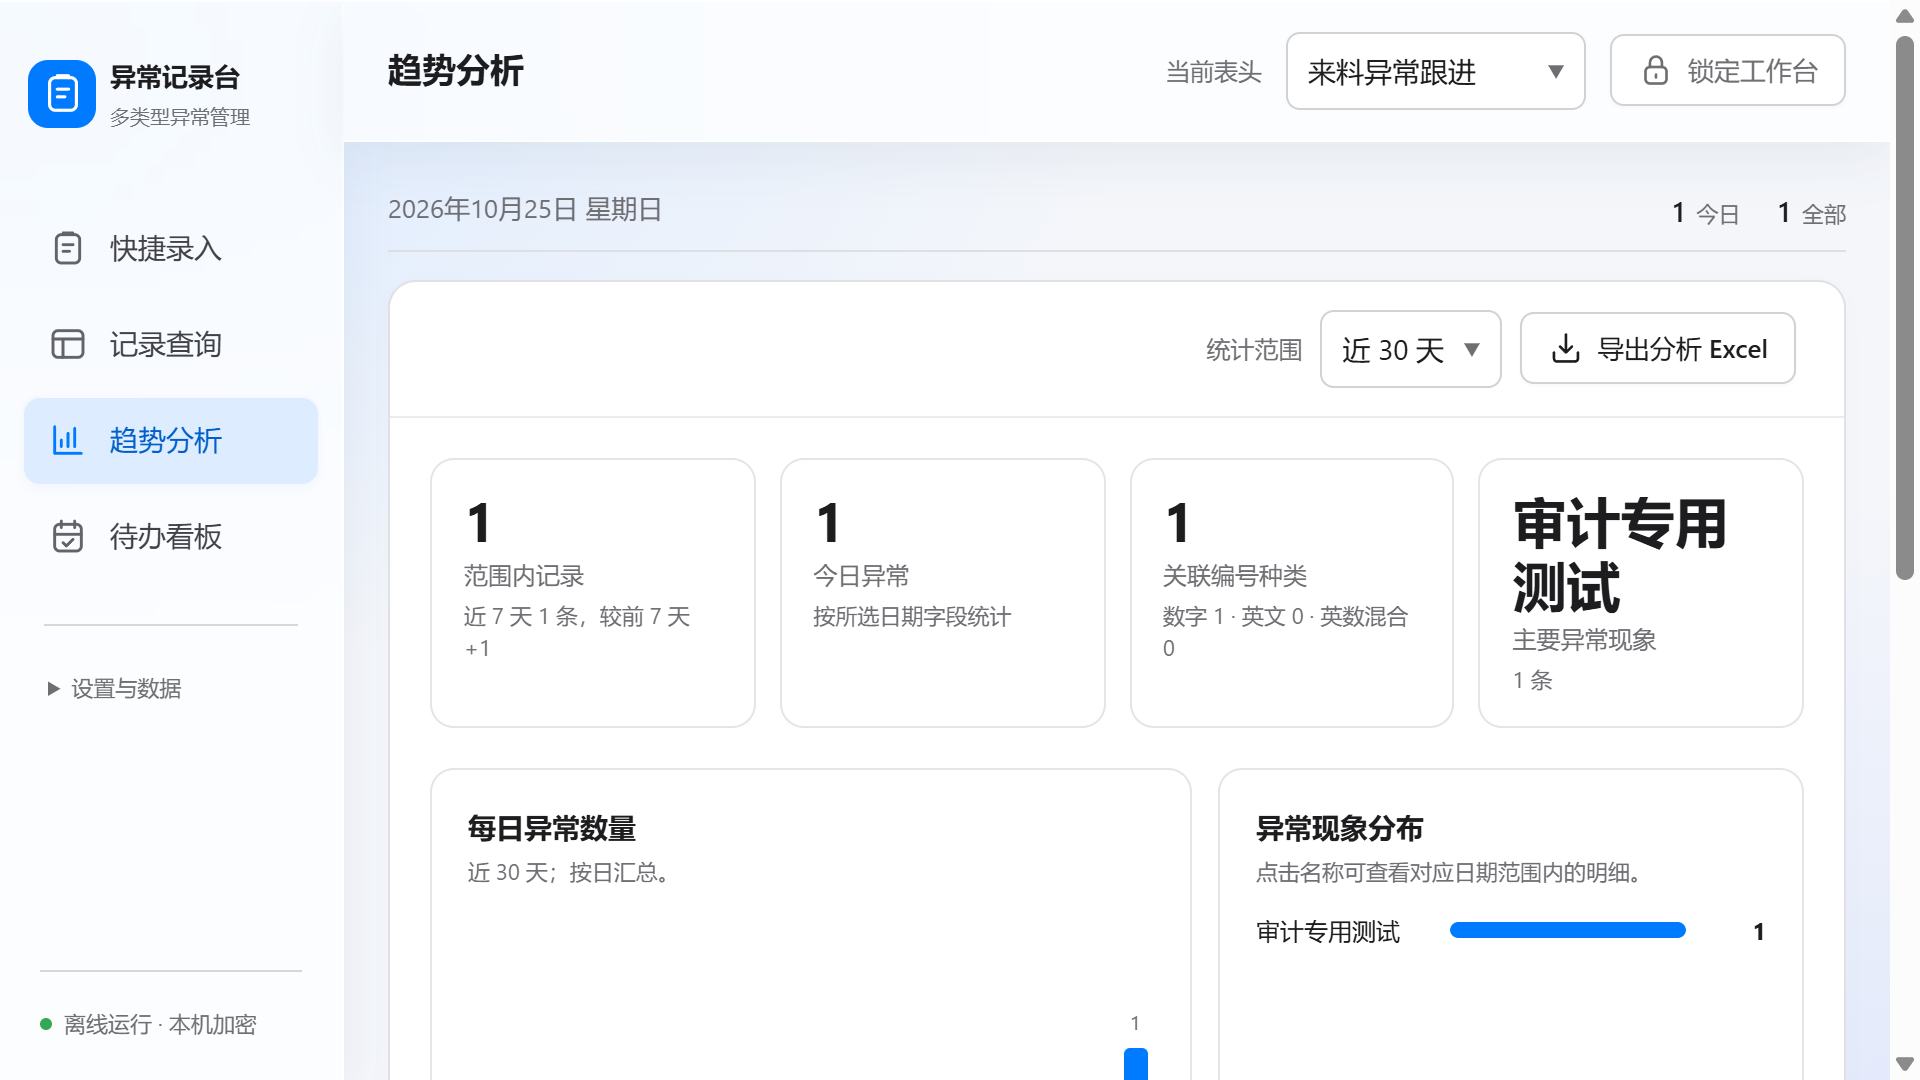 异常记录台
多类型异常管理
快捷录入
记录查询
趋势分析
待办看板
设置与数据
离线运行 · 本机加密
趋势分析
当前表头
来料异常跟进
锁定工作台
2026年10月25日 星期日
1 今日
1 全部
统计范围
近 30 天
导出分析 Excel
1
范围内记录
近 7 天 1 条，较前 7 天
+1
1
今日异常
按所选日期字段统计
1
关联编号种类
数字 1 · 英文 0 · 英数混合
0
审计专用
测试
主要异常现象
1 条
每日异常数量
近 30 天；按日汇总。
1
异常现象分布
点击名称可查看对应日期范围内的明细。
审计专用测试
1